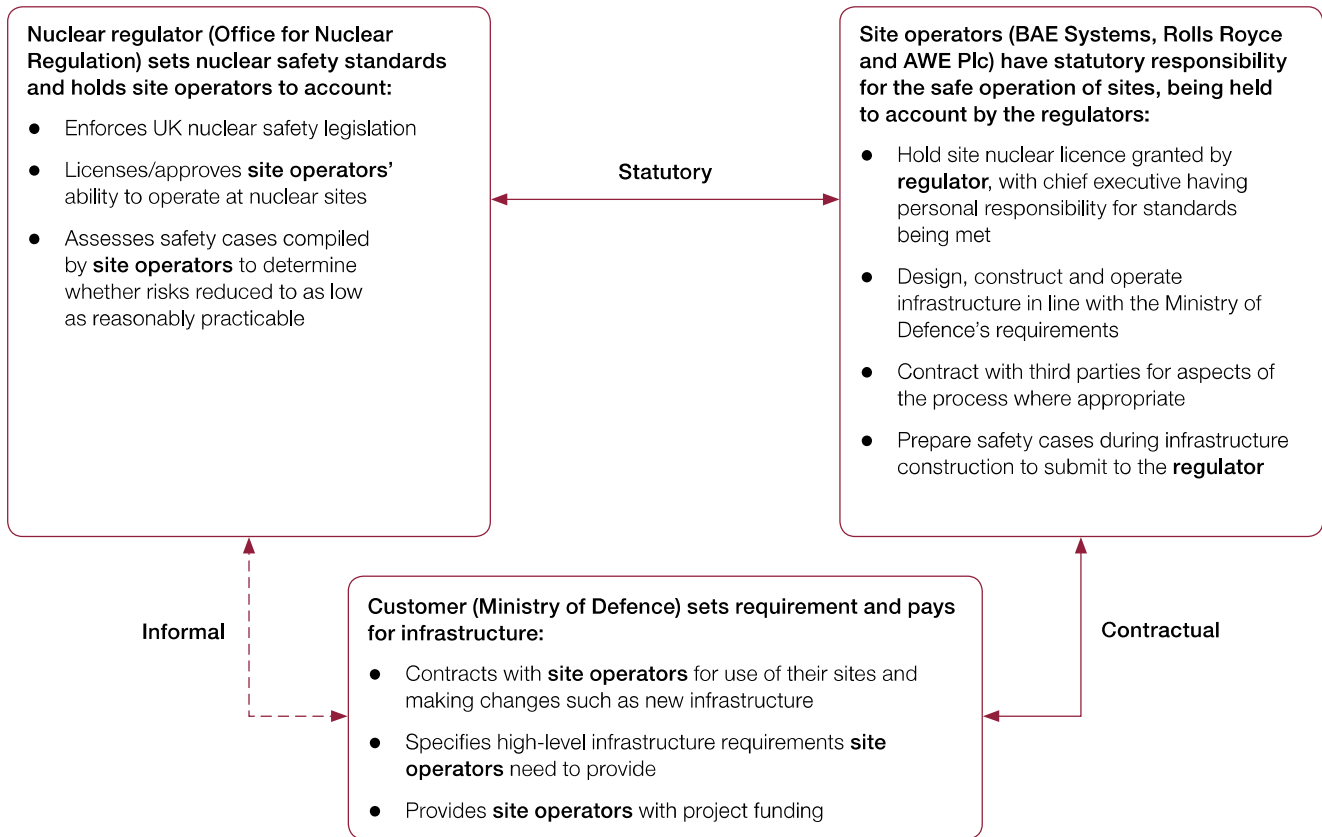 Nuclear regulator (Office for Nuclear
Regulation) sets nuclear safety standards
and holds site operators to account:
● Enforces UK nuclear safety legislation
● Licenses/approves site operators’
ability to operate at nuclear sites
● Assesses safety cases compiled
by site operators to determine
whether risks reduced to as low
as reasonably practicable
Statutory
Site operators (BAE Systems, Rolls Royce
and AWE Plc) have statutory responsibility
for the safe operation of sites, being held
to account by the regulators:
● Hold site nuclear licence granted by
regulator, with chief executive having
personal responsibility for standards
being met
● Design, construct and operate
infrastructure in line with the Ministry of
Defence’s requirements
● Contract with third parties for aspects of
the process where appropriate
● Prepare safety cases during infrastructure
construction to submit to the regulator
Informal
Customer (Ministry of Defence) sets requirement and pays
for infrastructure:
● Contracts with site operators for use of their sites and
making changes such as new infrastructure
● Specifies high-level infrastructure requirements site
operators need to provide
● Provides site operators with project funding
Contractual